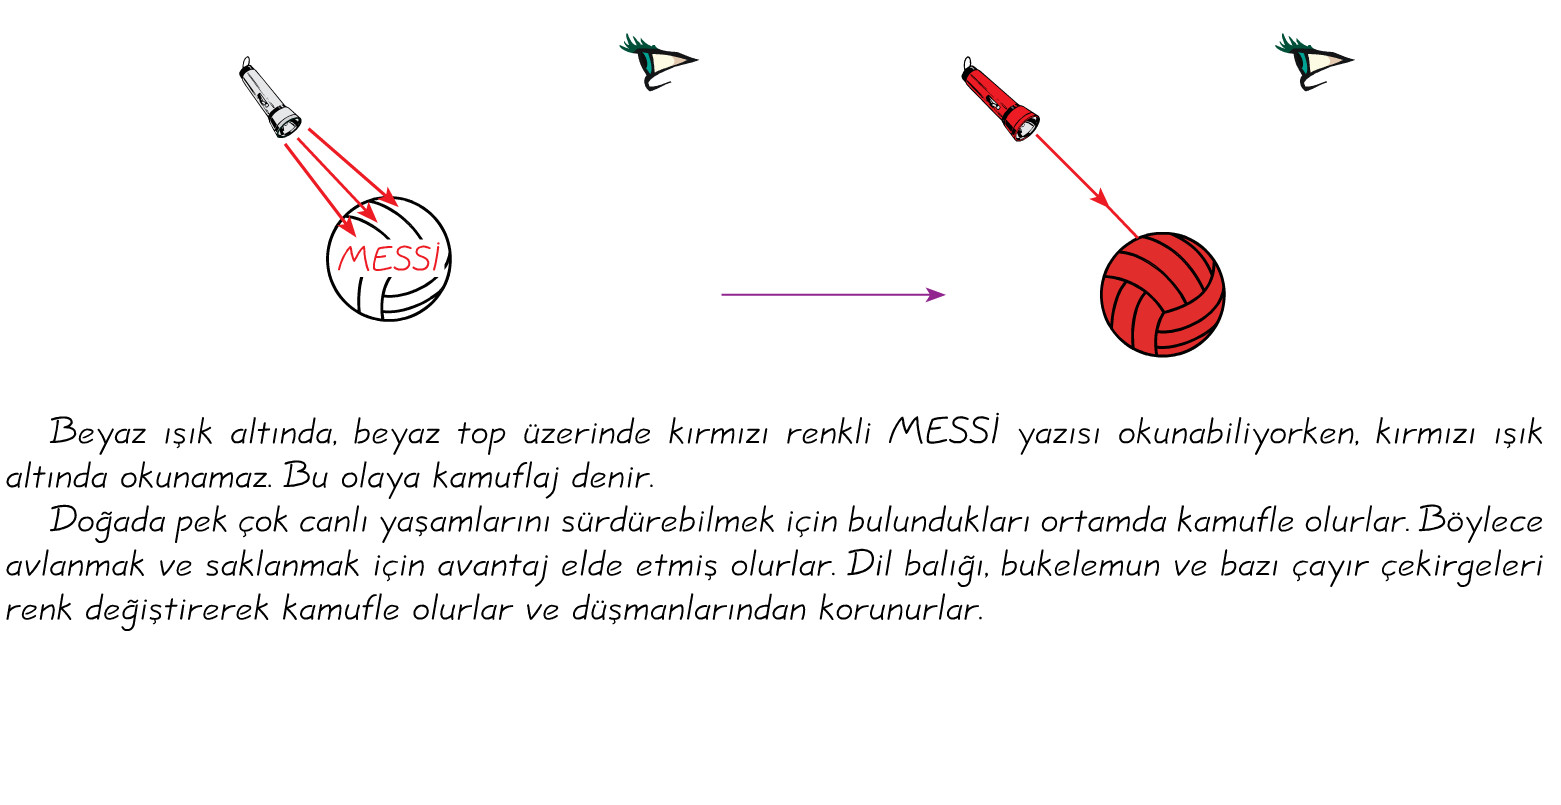 MESSİ
Beyaz ışık altında, beyaz top üzerinde kırmızı renkli MESSİ yazısı okunabiliyorken, kırmızı ışık
altında okunamaz. Bu olaya kamuflaj denir.
Doğada pek çok canlı yaşamlarını sürdürebilmek için bulundukları ortamda kamufle olurlar. Böylece
avlanmak ve saklanmak için avantaj elde etmiş olurlar. Dil balığı, bukelemun ve bazı çayır çekirgeleri
renk değiştirerek kamufle olurlar ve düşmanlarından korunurlar.